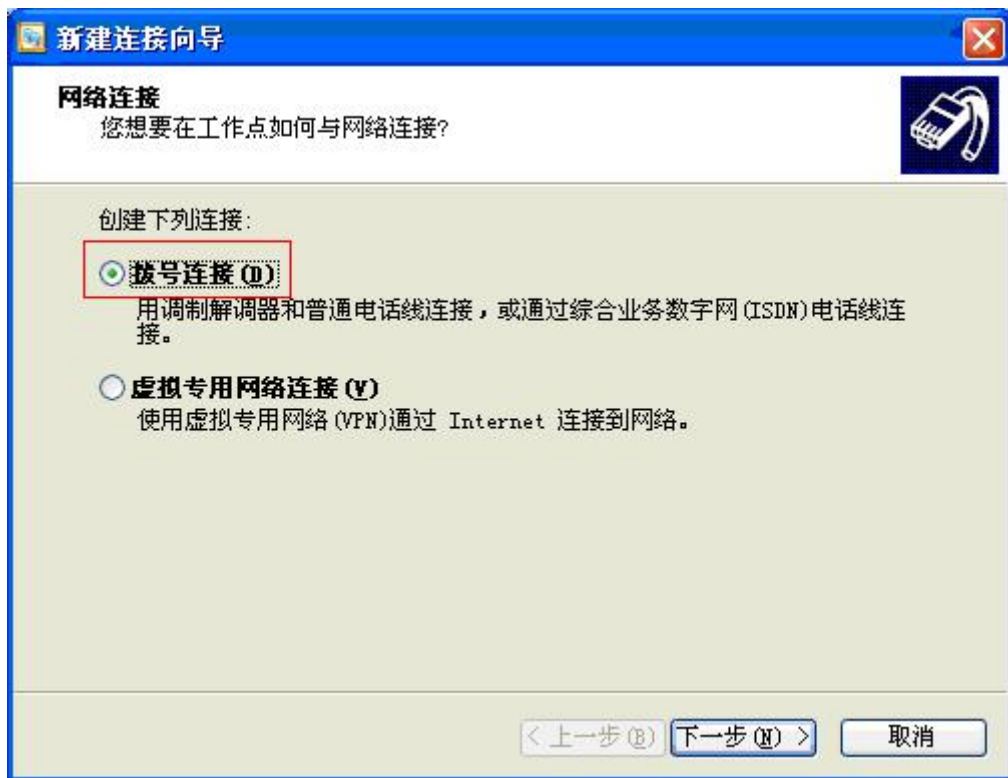 新建连接向导
网络连接
您想要在工作点如何与网络连接?
创建下列连接:
拨号连接(D)
用调制解调器和普通电话线连接，或通过综合业务数字网(ISDN)电话线连
接。
虚拟专用网络连接(V)
使用虚拟专用网络(VPN)通过 Internet 连接到网络。
< 上一步(B) 下一步(N) > 取消